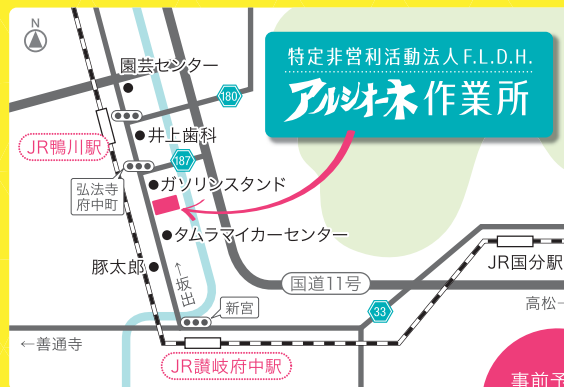 N
園芸センター
180
特定非営利活動法人F.L.D.H.
アルシオーネ作業所
JR鴨川駅
井上歯科
187
弘法寺
府中町
ガソリンスタンド
タムラマイカーセンター
豚太郎
←坂出
国道11号
JR国分駅
33
新宮
高松
←善通寺
JR讃岐府中駅
事前予